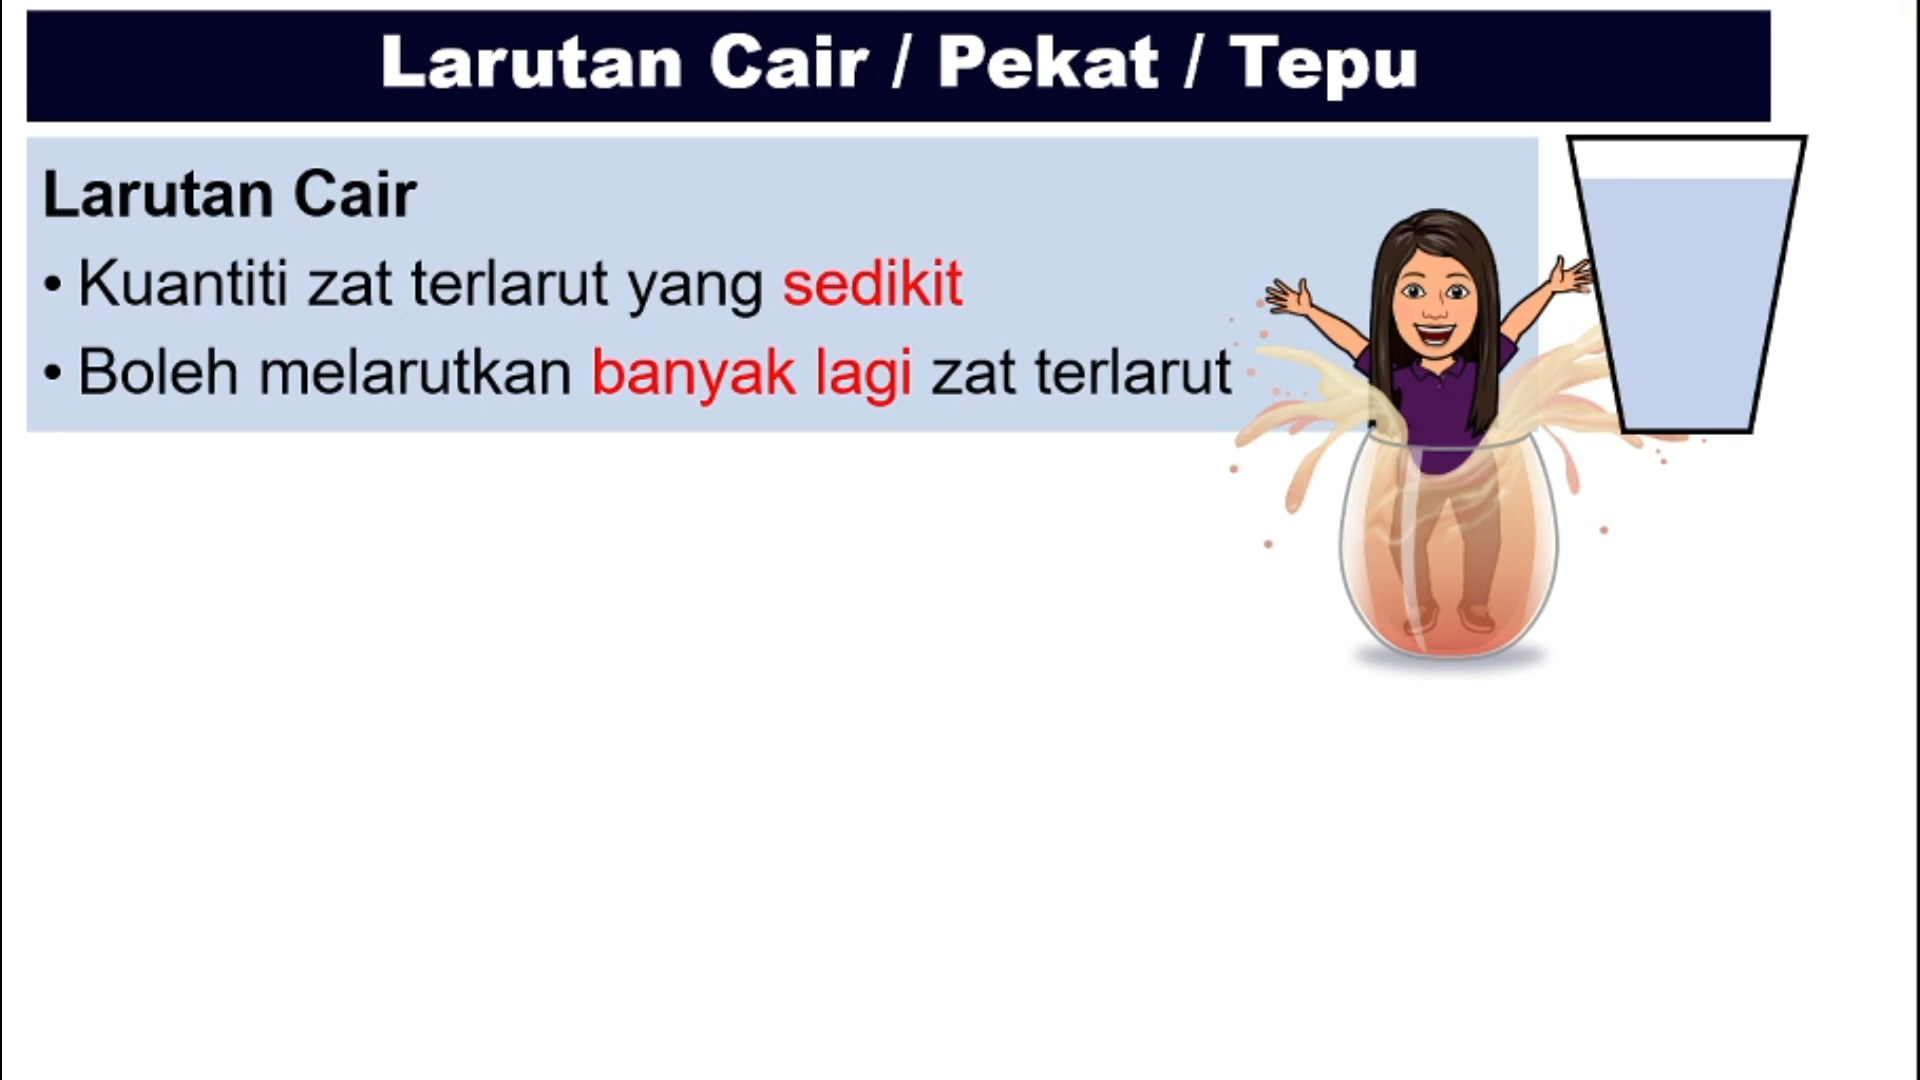 Larutan Cair / Pekat / Tepu
Larutan Cair
• Kuantiti zat terlarut yang sedikit
• Boleh melarutkan banyak lagi zat terlarut